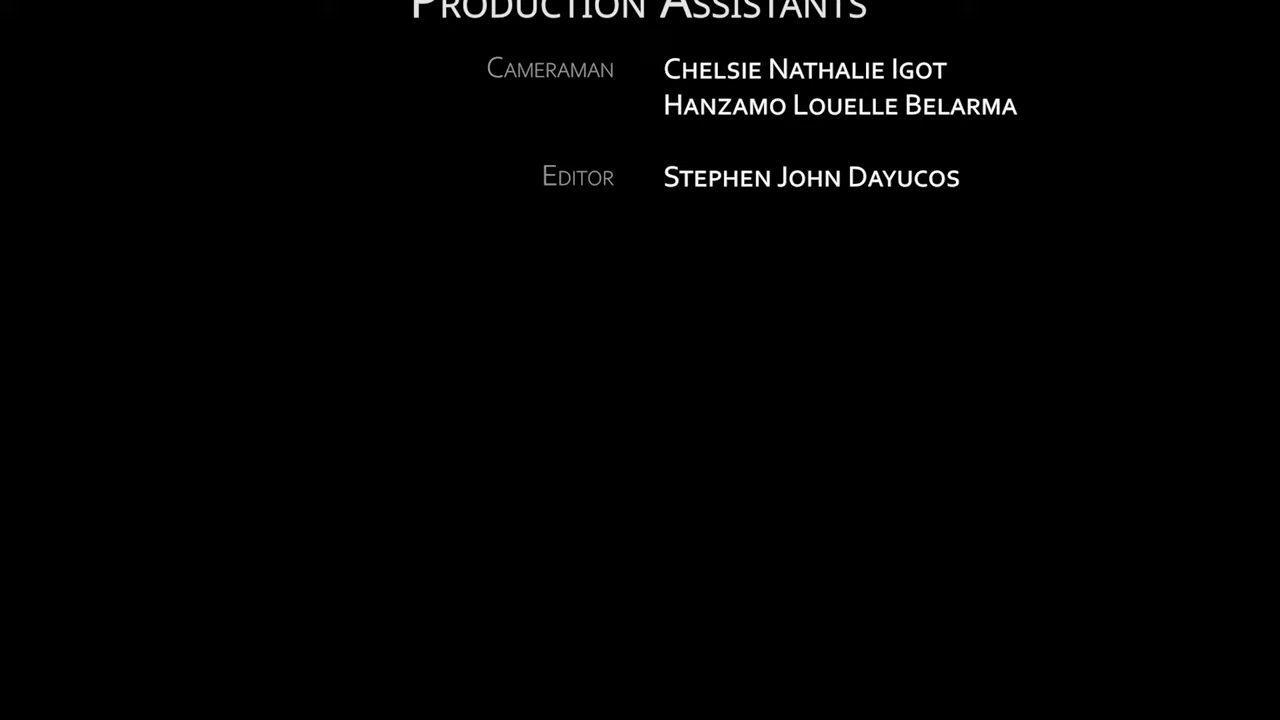 PRODUCTION ASSISTANTS
CAMERAMAN CHELSIE NATHALIE IGOT
HANZAMO LOUELLE BELARMA
EDITOR STEPHEN JOHN DAYUCOS